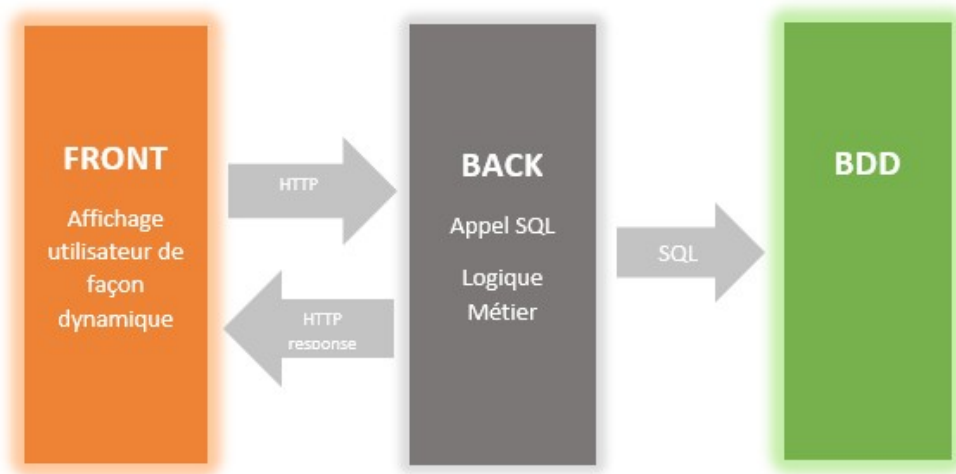 FRONT
Affichage
utilisateur de
façon
dynamique
HTTP
HTTP
response
BACK
Appel SQL
Logique
Métier
SQL
BDD